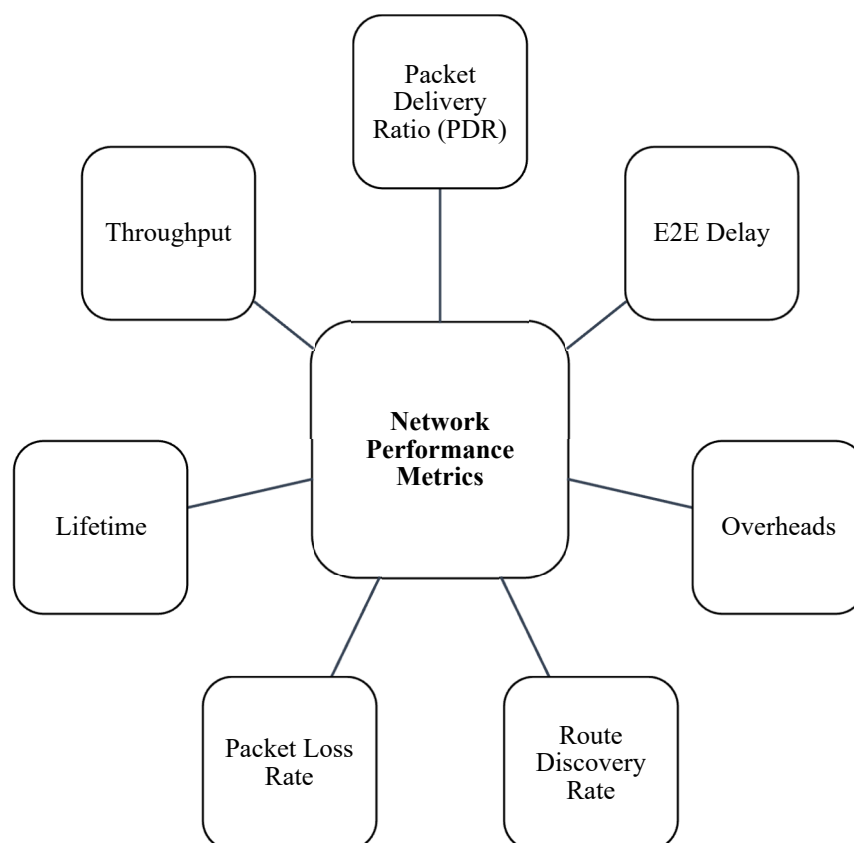 Packet
Delivery
Ratio (PDR)
Throughput
E2E Delay
Network
Performance
Metrics
Lifetime
Overheads
Packet Loss
Rate
Route
Discovery
Rate